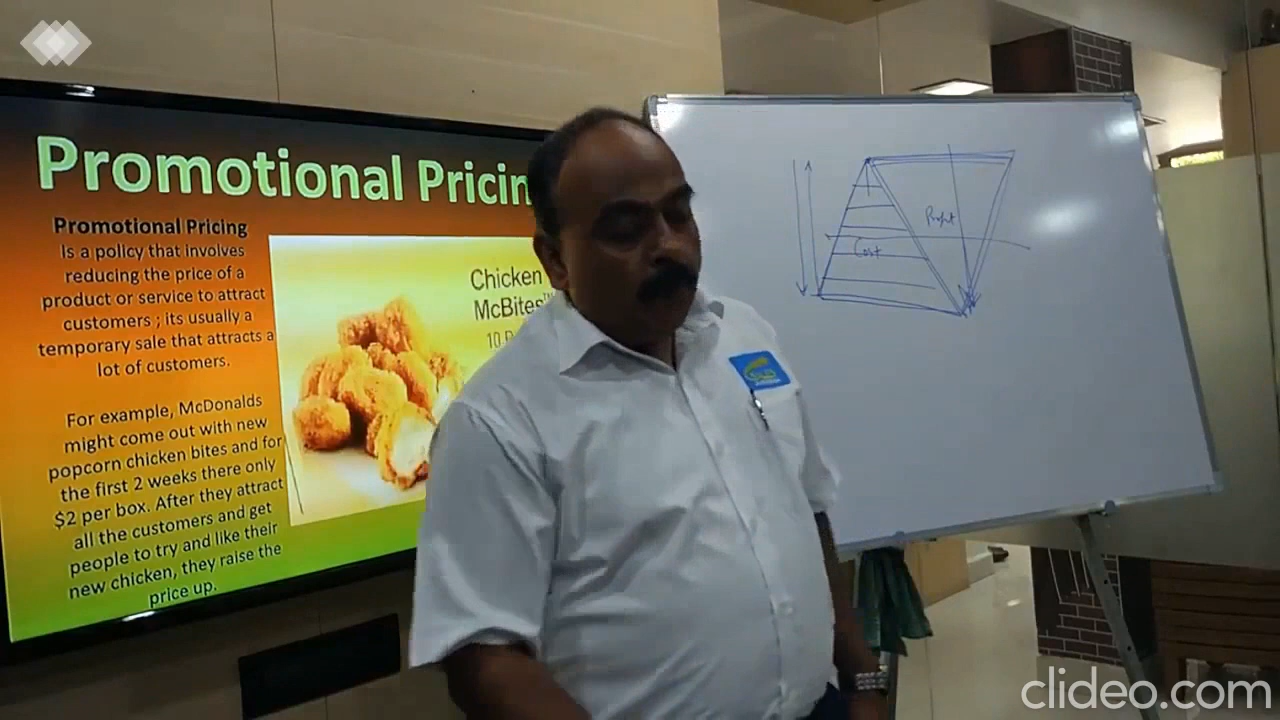 Promotional Pricin
Promotional Pricing
Is a policy that involves
reducing the price of a
product or service to attract
customers ; its usually a
temporary sale that attracts a
lot of customers.
For example, McDonalds
might come out with new
popcorn chicken bites and for
the first 2 weeks there only
$2 per box. After they attract
all the customers and get
people to try and like their
new chicken, they raise the
price up.
Chicken
McBites
10
Profit
Cost
clideo.com